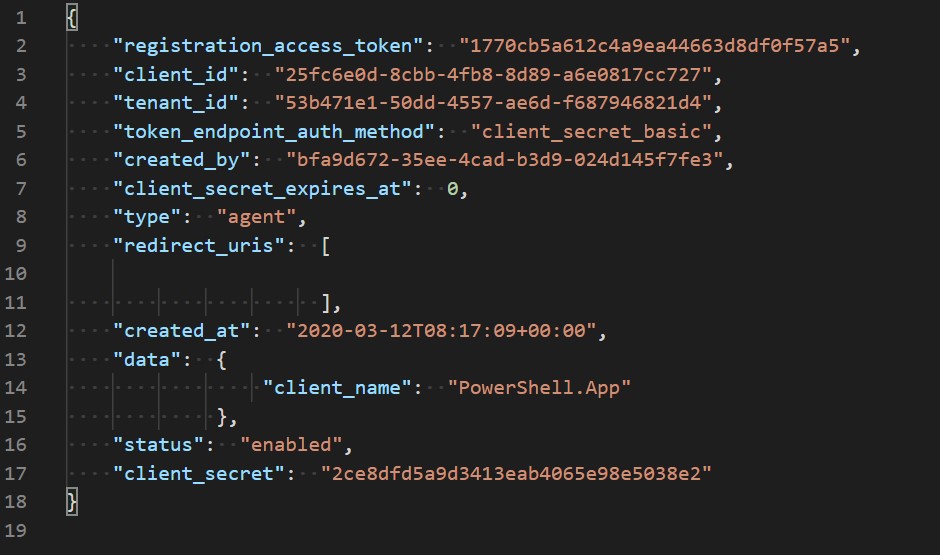 1 {
2 "registration_access_token": "1770cb5a612c4a9ea44663d8df0f57a5",
3 "client_id": "25fc6e0d-8cbb-4fb8-8d89-a6e0817cc727",
4 "tenant_id": "53b471e1-50dd-4557-ae6d-f687946821d4",
5 "token_endpoint_auth_method": "client_secret_basic",
6 "created_by": "bfa9d672-35ee-4cad-b3d9-024d145f7fe3",
7 "client_secret_expires_at": 0,
8 "type": "agent",
9 "redirect_uris": [
10
11 ],
12 "created_at": "2020-03-12T08:17:09+00:00",
13 "data": {
14 "client_name": "PowerShell.App"
15 },
16 "status": "enabled",
17 "client_secret": "2ce8dfd5a9d3413eab4065e98e5038e2"
18 }
19